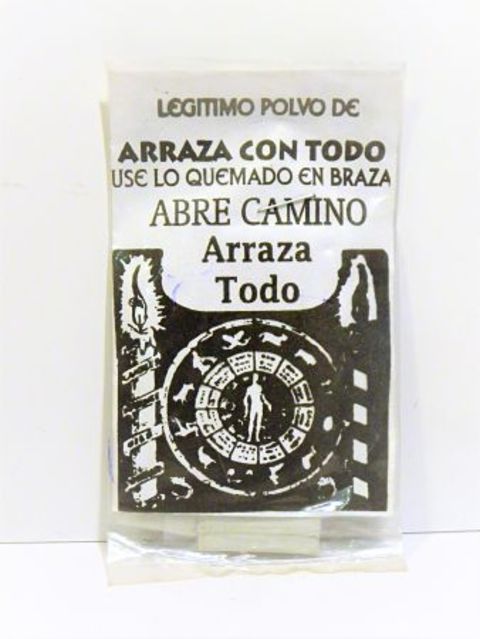 LEGITIMO POLVO DE
ARRAZA CON TODO
USE LO QUEMADO EN BRAZA
ABRE CAMINO
Arraza
Todo